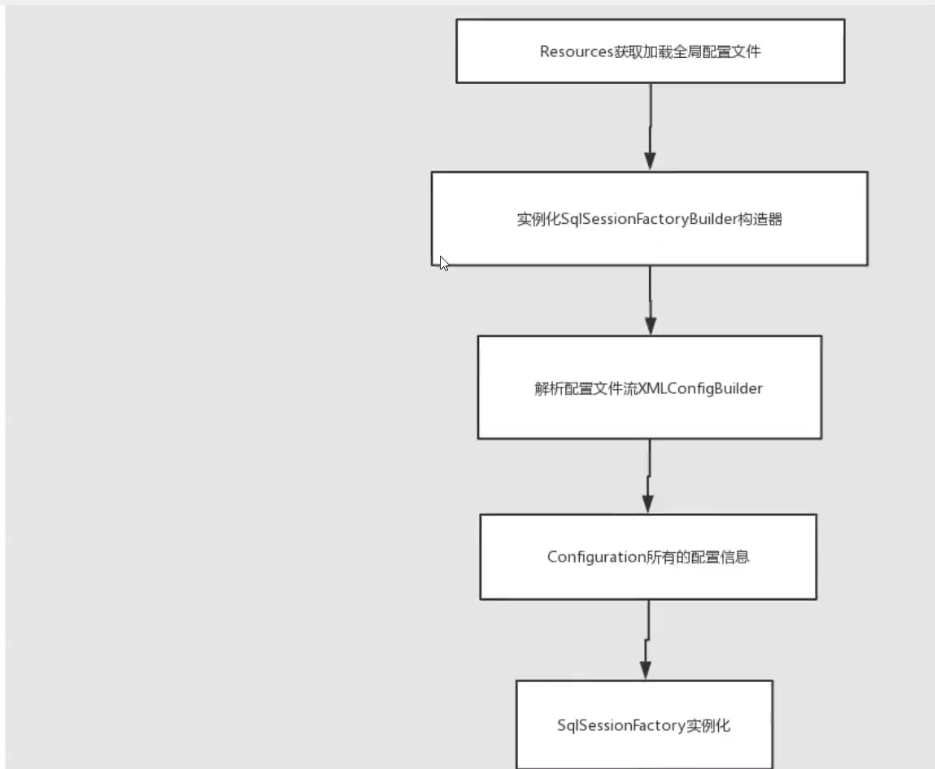 Resources获取加载全局配置文件
实例化SqlSessionFactoryBuilder构造器
解析配置文件流XMLConfigBuilder
Configuration所有的配置信息
SqlSessionFactory实例化